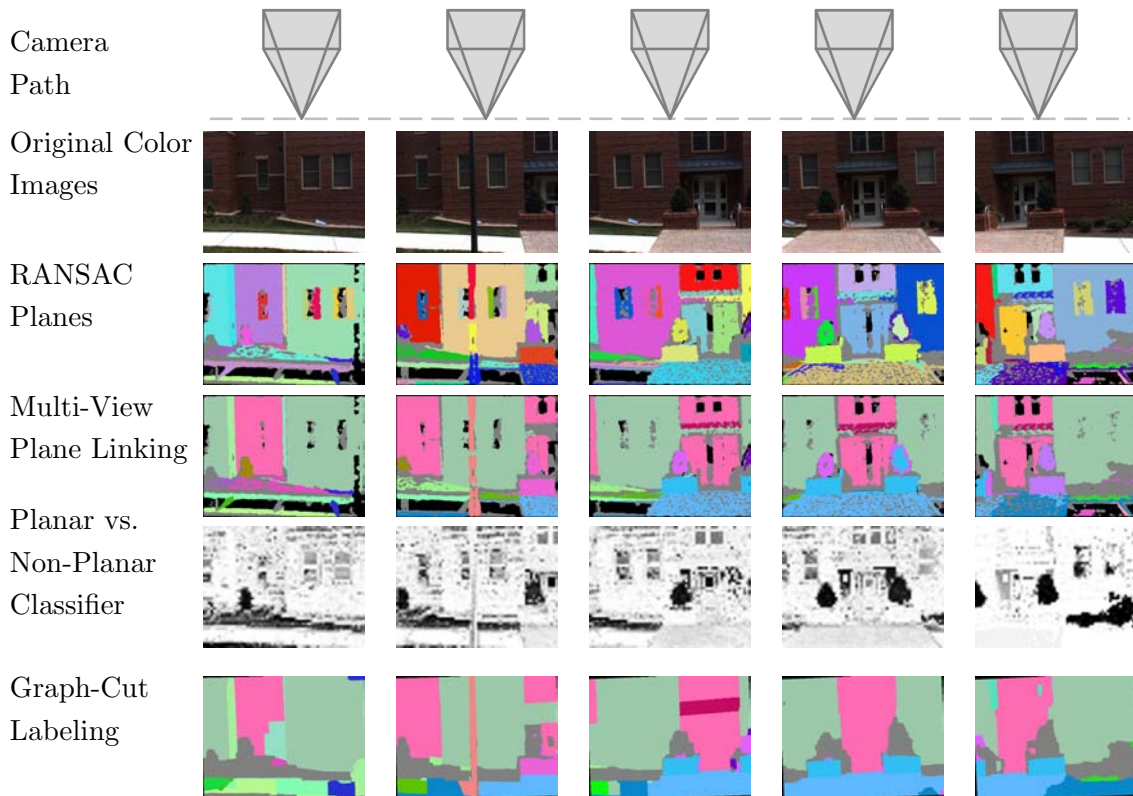 Camera
Path
Original Color
Images
RANSAC
Planes
Multi-View
Plane Linking
Planar vs.
Non-Planar
Classifier
Graph-Cut
Labeling